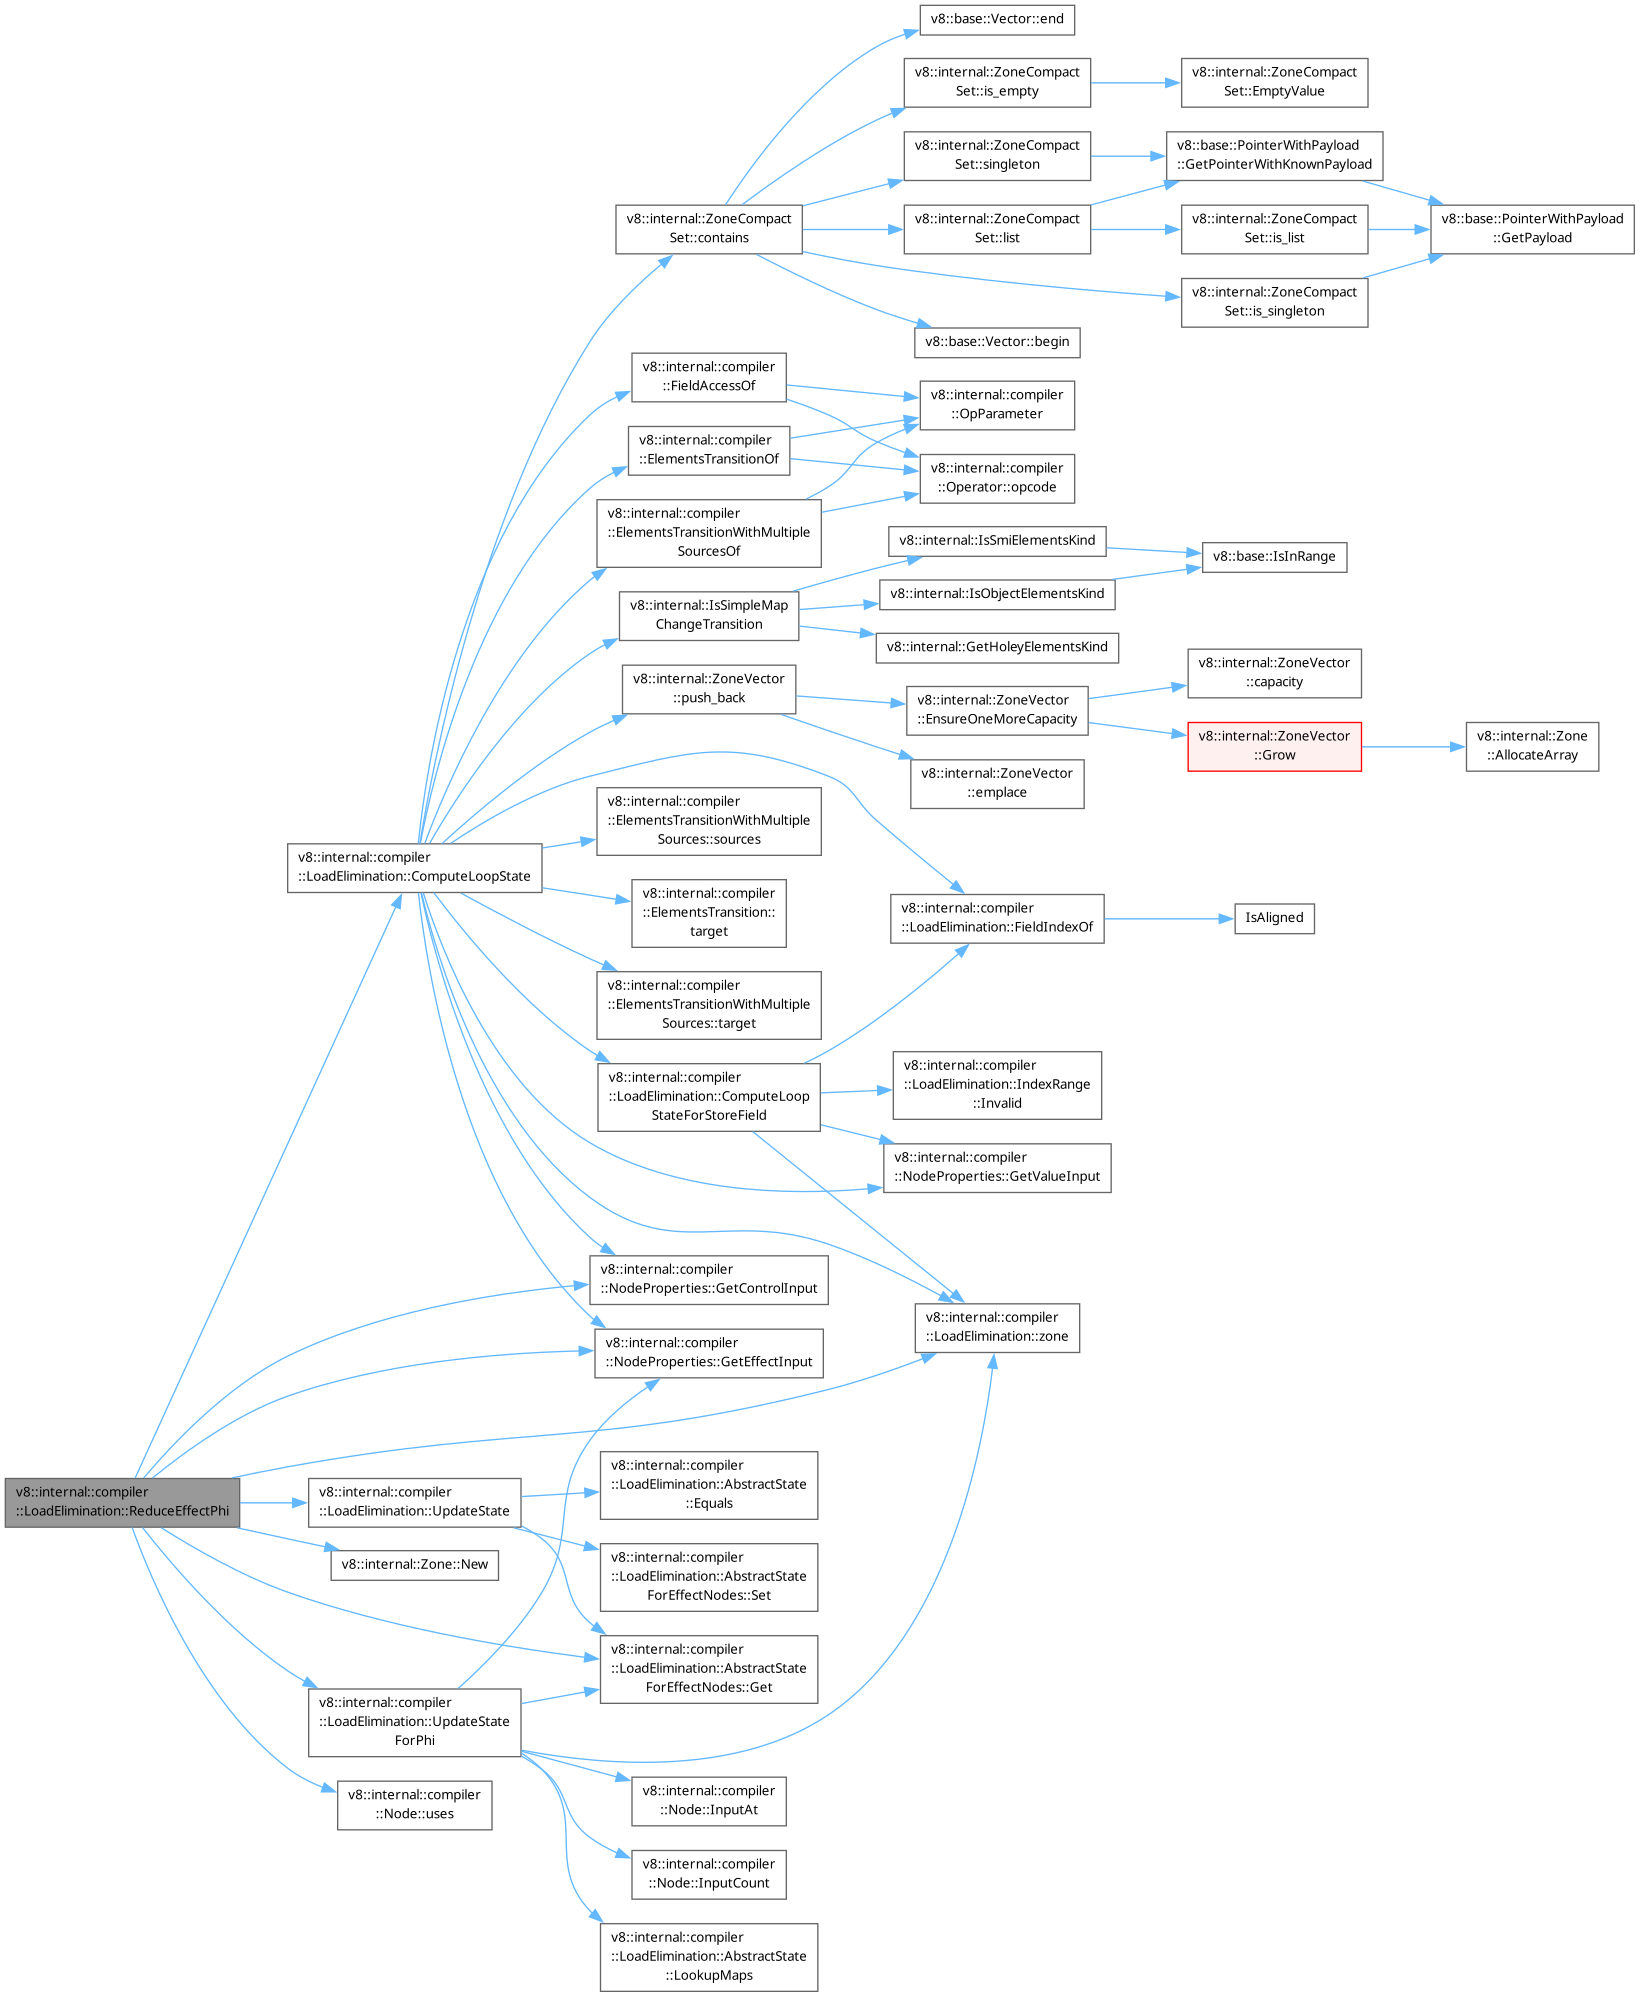 v8::base::Vector::end
v8::internal::ZoneCompact
Set::is_empty
v8::internal::ZoneCompact
Set::EmptyValue
v8::internal::ZoneCompact
Set::singleton
v8::base::PointerWithPayload
::GetPointerWithKnownPayload
v8::internal::ZoneCompact
Set::contains
v8::internal::ZoneCompact
Set::list
v8::internal::ZoneCompact
Set::is_list
v8::base::PointerWithPayload
::GetPayload
v8::internal::ZoneCompact
Set::is_singleton
v8::base::Vector::begin
v8::internal::compiler
::FieldAccessOf
v8::internal::compiler
::OpParameter
v8::internal::compiler
::ElementsTransitionOf
v8::internal::compiler
::Operator::opcode
v8::internal::compiler
::ElementsTransitionWithMultiple
SourcesOf
v8::internal::IsSmiElementsKind
v8::base::IsInRange
v8::internal::IsObjectElementsKind
v8::internal::IsSimpleMap
ChangeTransition
v8::internal::GetHoleyElementsKind
v8::internal::ZoneVector
::push_back
v8::internal::ZoneVector
::EnsureOneMoreCapacity
v8::internal::ZoneVector
::capacity
v8::internal::ZoneVector
::Grow
v8::internal::Zone
::AllocateArray
v8::internal::ZoneVector
::emplace
v8::internal::compiler
::ElementsTransitionWithMultiple
Sources::sources
v8::internal::compiler
::LoadElimination::ComputeLoopState
v8::internal::compiler
::ElementsTransition::
target
v8::internal::compiler
::LoadElimination::FieldIndexOf
IsAligned
v8::internal::compiler
::ElementsTransitionWithMultiple
Sources::target
v8::internal::compiler
::LoadElimination::ComputeLoop
StateForStoreField
v8::internal::compiler
::LoadElimination::IndexRange
::Invalid
v8::internal::compiler
::NodeProperties::GetValueInput
v8::internal::compiler
::NodeProperties::GetControlInput
v8::internal::compiler
::LoadElimination::zone
v8::internal::compiler
::NodeProperties::GetEffectInput
v8::internal::compiler
::LoadElimination::ReduceEffectPhi
v8::internal::compiler
::LoadElimination::UpdateState
v8::internal::compiler
::LoadElimination::AbstractState
::Equals
v8::internal::Zone::New
v8::internal::compiler
::LoadElimination::AbstractState
ForEffectNodes::Set
v8::internal::compiler
::LoadElimination::AbstractState
ForEffectNodes::Get
v8::internal::compiler
::LoadElimination::UpdateState
ForPhi
v8::internal::compiler
::Node::uses
v8::internal::compiler
::Node::InputAt
v8::internal::compiler
::Node::InputCount
v8::internal::compiler
::LoadElimination::AbstractState
::LookupMaps